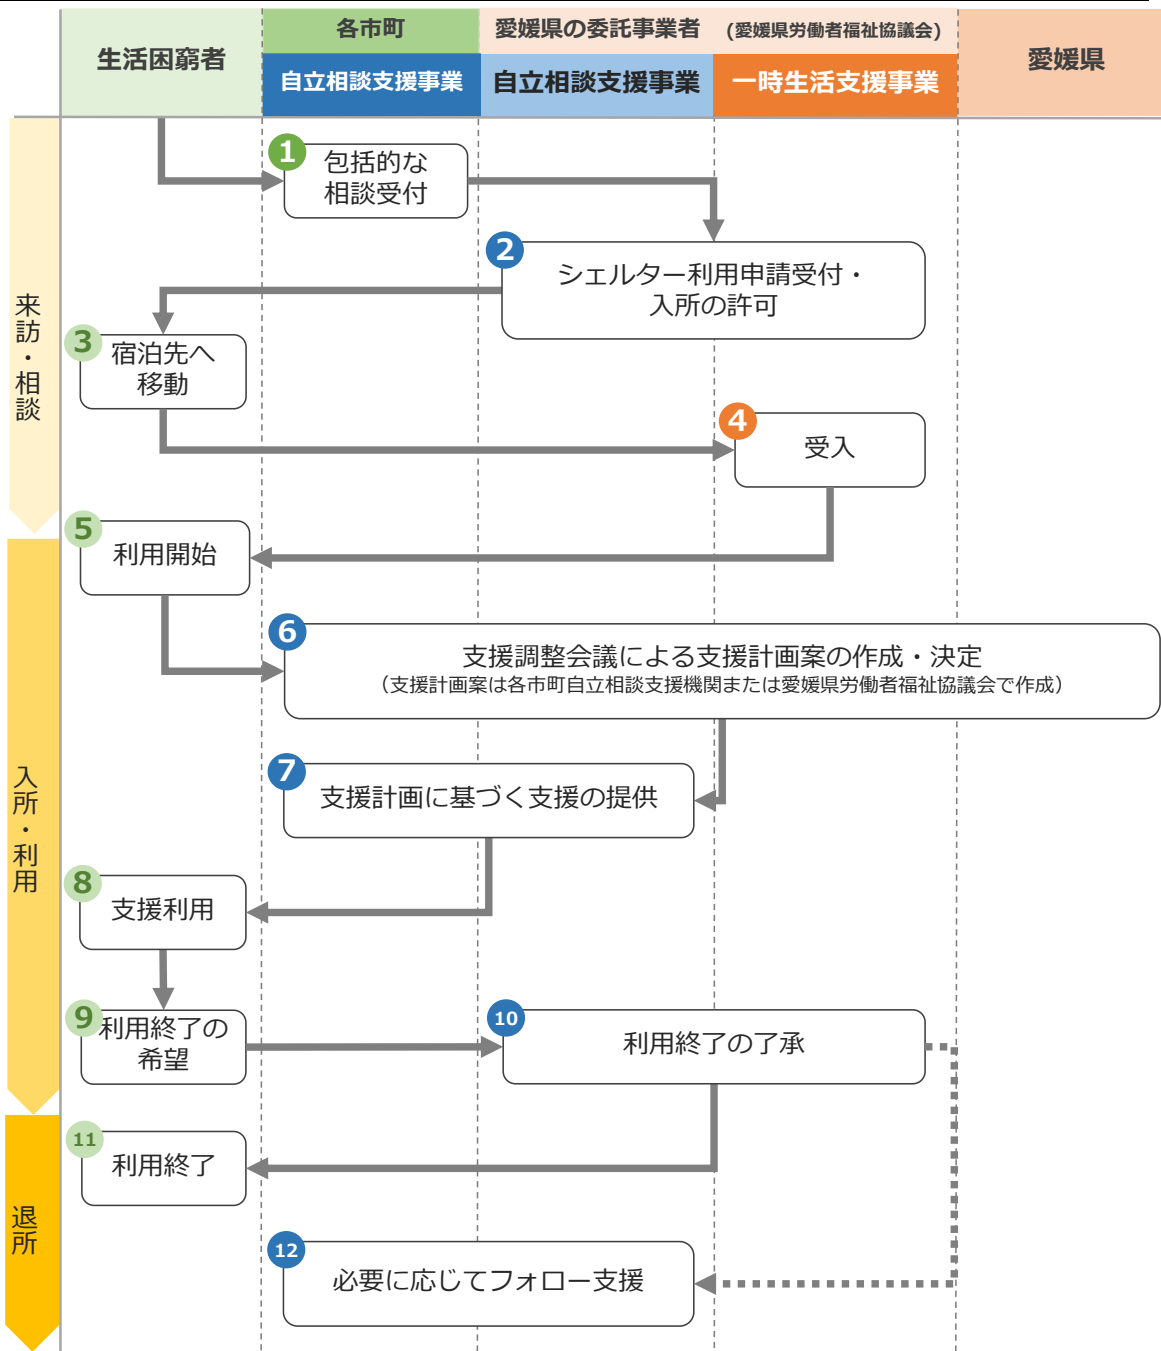 生活困窮者
各市町
愛媛県の委託事業者 (愛媛県労働者福祉協議会)
愛媛県
自立相談支援事業
自立相談支援事業
一時生活支援事業
来訪・相談
1
包括的な
相談受付
2
シェルター利用申請受付・
入所の許可
3
宿泊先へ
移動
4
受入
5
利用開始
入所・利用
6
支援調整会議による支援計画案の作成・決定
(支援計画案は各市町自立相談支援機関または愛媛県労働者福祉協議会で作成)
7
支援計画に基づく支援の提供
8
支援利用
9
利用終了の
希望
10
利用終了の了承
退所
11
利用終了
12
必要に応じてフォロー支援